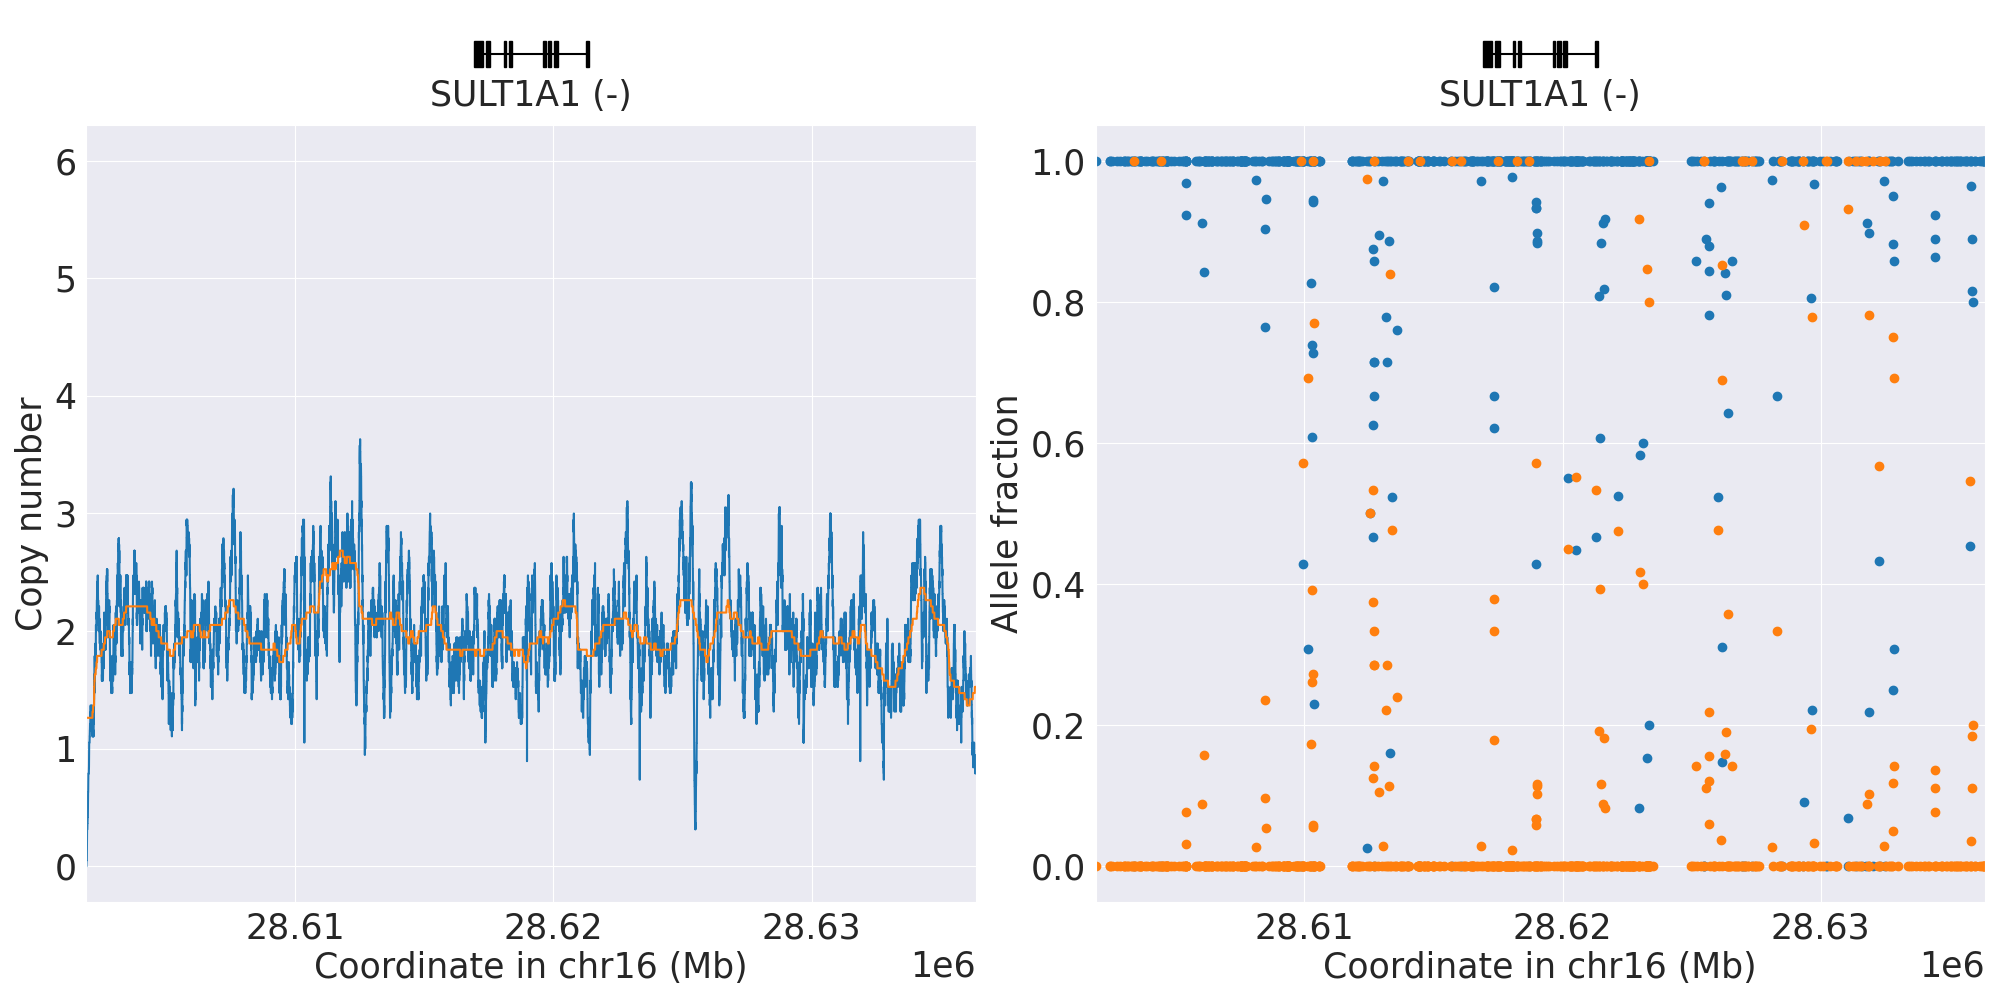 SULT1A1 (-)
6
5
4
3
2
1
0
Copy number
28.61
28.62
28.63
Coordinate in chr16 (Mb)
1e6
SULT1A1 (-)
1.0
0.8
0.6
0.4
0.2
0.0
Allele fraction
28.61
28.62
28.63
Coordinate in chr16 (Mb)
1e6